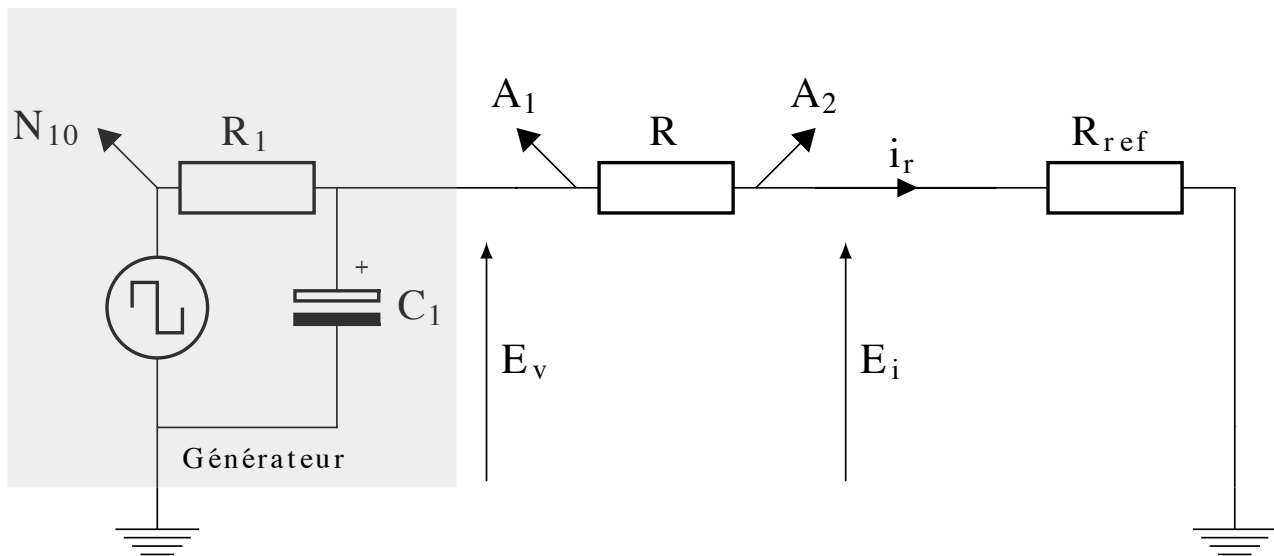 N10
R1
A1
R
A2
ir
Rref
+
C1
Ev
Ei
Générateur